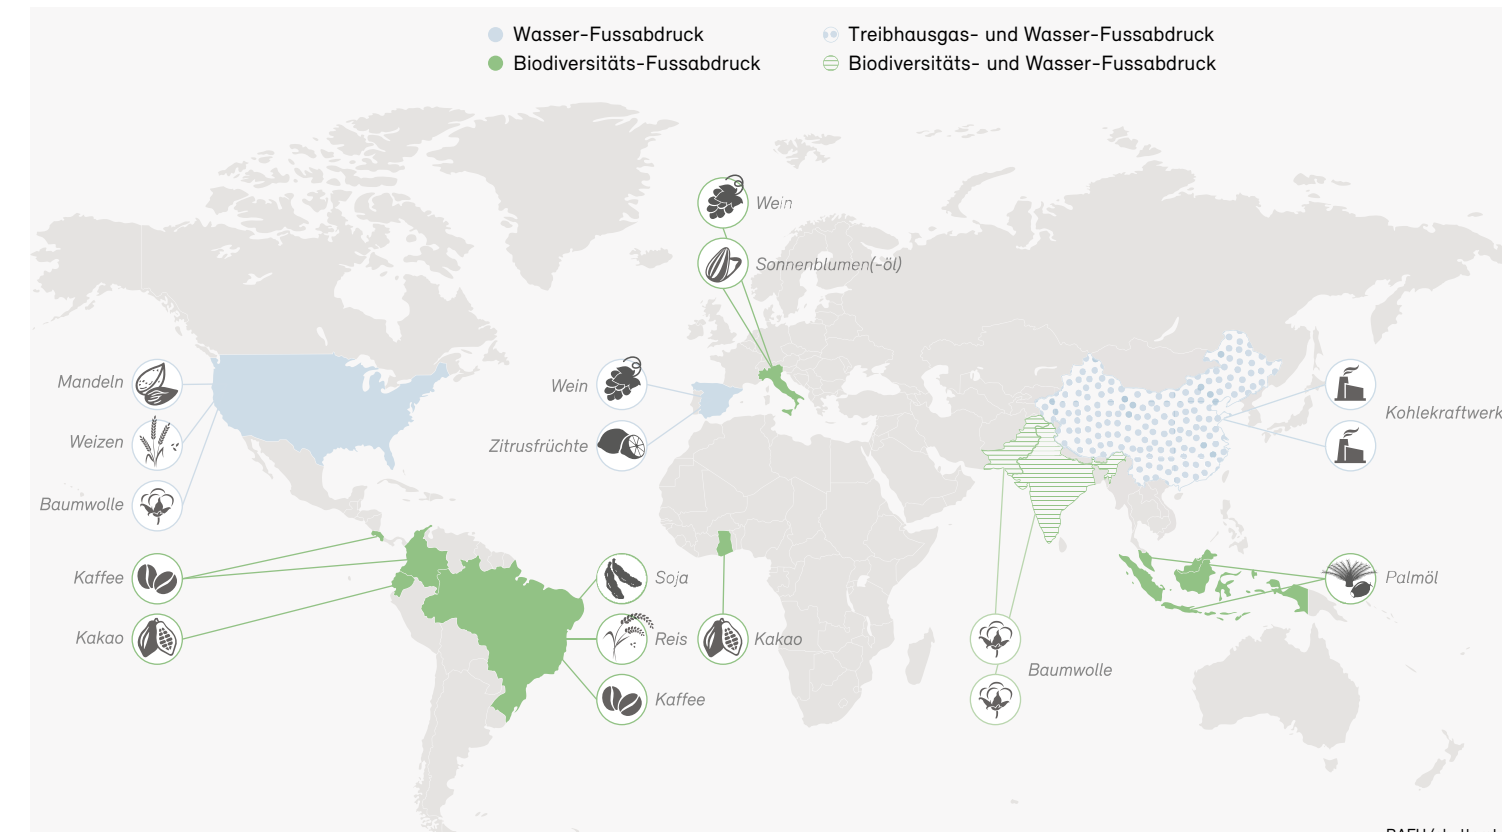 Wasser-Fussabdruck
Biodiversitäts-Fussabdruck
Treibhausgas- und Wasser-Fussabdruck
Biodiversitäts- und Wasser-Fussabdruck
Wein
Sonnenblumen(-öl)
Mandeln
Weizen
Baumwolle
Wein
Zitrusfrüchte
Kohlekraftwerk
Kaffee
Kakao
Soja
Reis
Kaffee
Kakao
Baumwolle
Palmöl